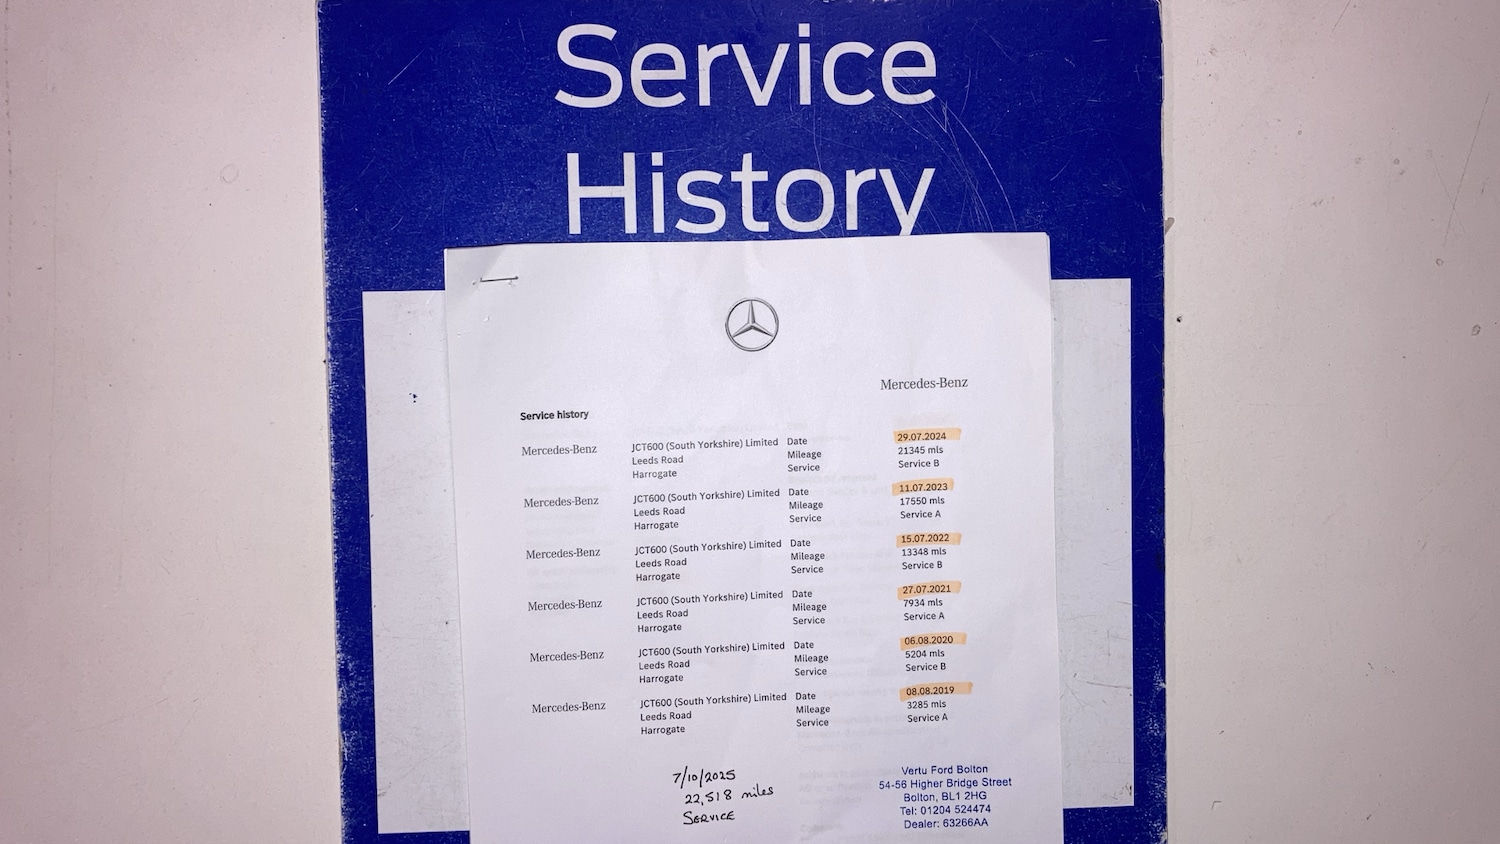 Service
History
Mercedes-Benz
Service history
Mercedes-Benz JCT600 (South Yorkshire) Limited Date 29.07.2024
Leeds Road Mileage 21345 mls
Harrogate Service Service B
Mercedes-Benz JCT600 (South Yorkshire) Limited Date 11.07.2023
Leeds Road Mileage 17550 mls
Harrogate Service Service A
Mercedes-Benz JCT600 (South Yorkshire) Limited Date 15.07.2022
Leeds Road Mileage 13348 mls
Harrogate Service Service B
Mercedes-Benz JCT600 (South Yorkshire) Limited Date 27.07.2021
Leeds Road Mileage 7934 mls
Harrogate Service Service A
Mercedes-Benz JCT600 (South Yorkshire) Limited Date 06.08.2020
Leeds Road Mileage 5204 mls
Harrogate Service Service B
Mercedes-Benz JCT600 (South Yorkshire) Limited Date 08.08.2019
Leeds Road Mileage 3285 mls
Harrogate Service Service A
7/10/2025
22,518 miles
SERVICE
Vertu Ford Bolton
54-56 Higher Bridge Street
Bolton, BL1 2HG
Tel: 01204 524474
Dealer: 63266AA